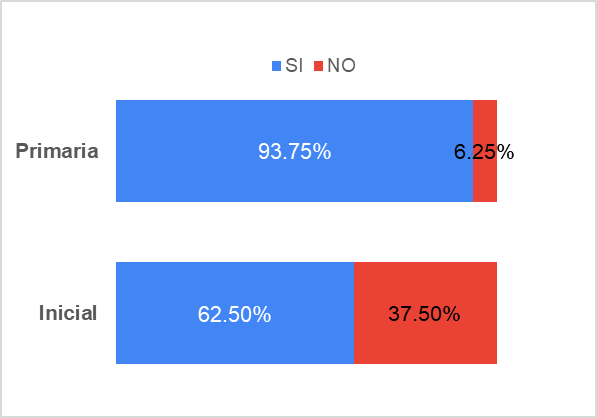 SI NO
Primaria 93.75% 6.25%
Inicial 62.50% 37.50%